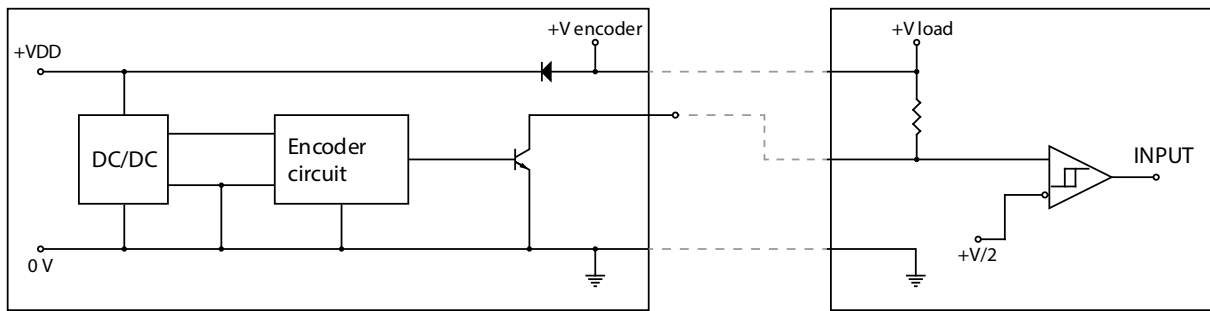 +V encoder
+V load
+VDD
DC/DC
Encoder
circuit
INPUT
+V/2
0 V